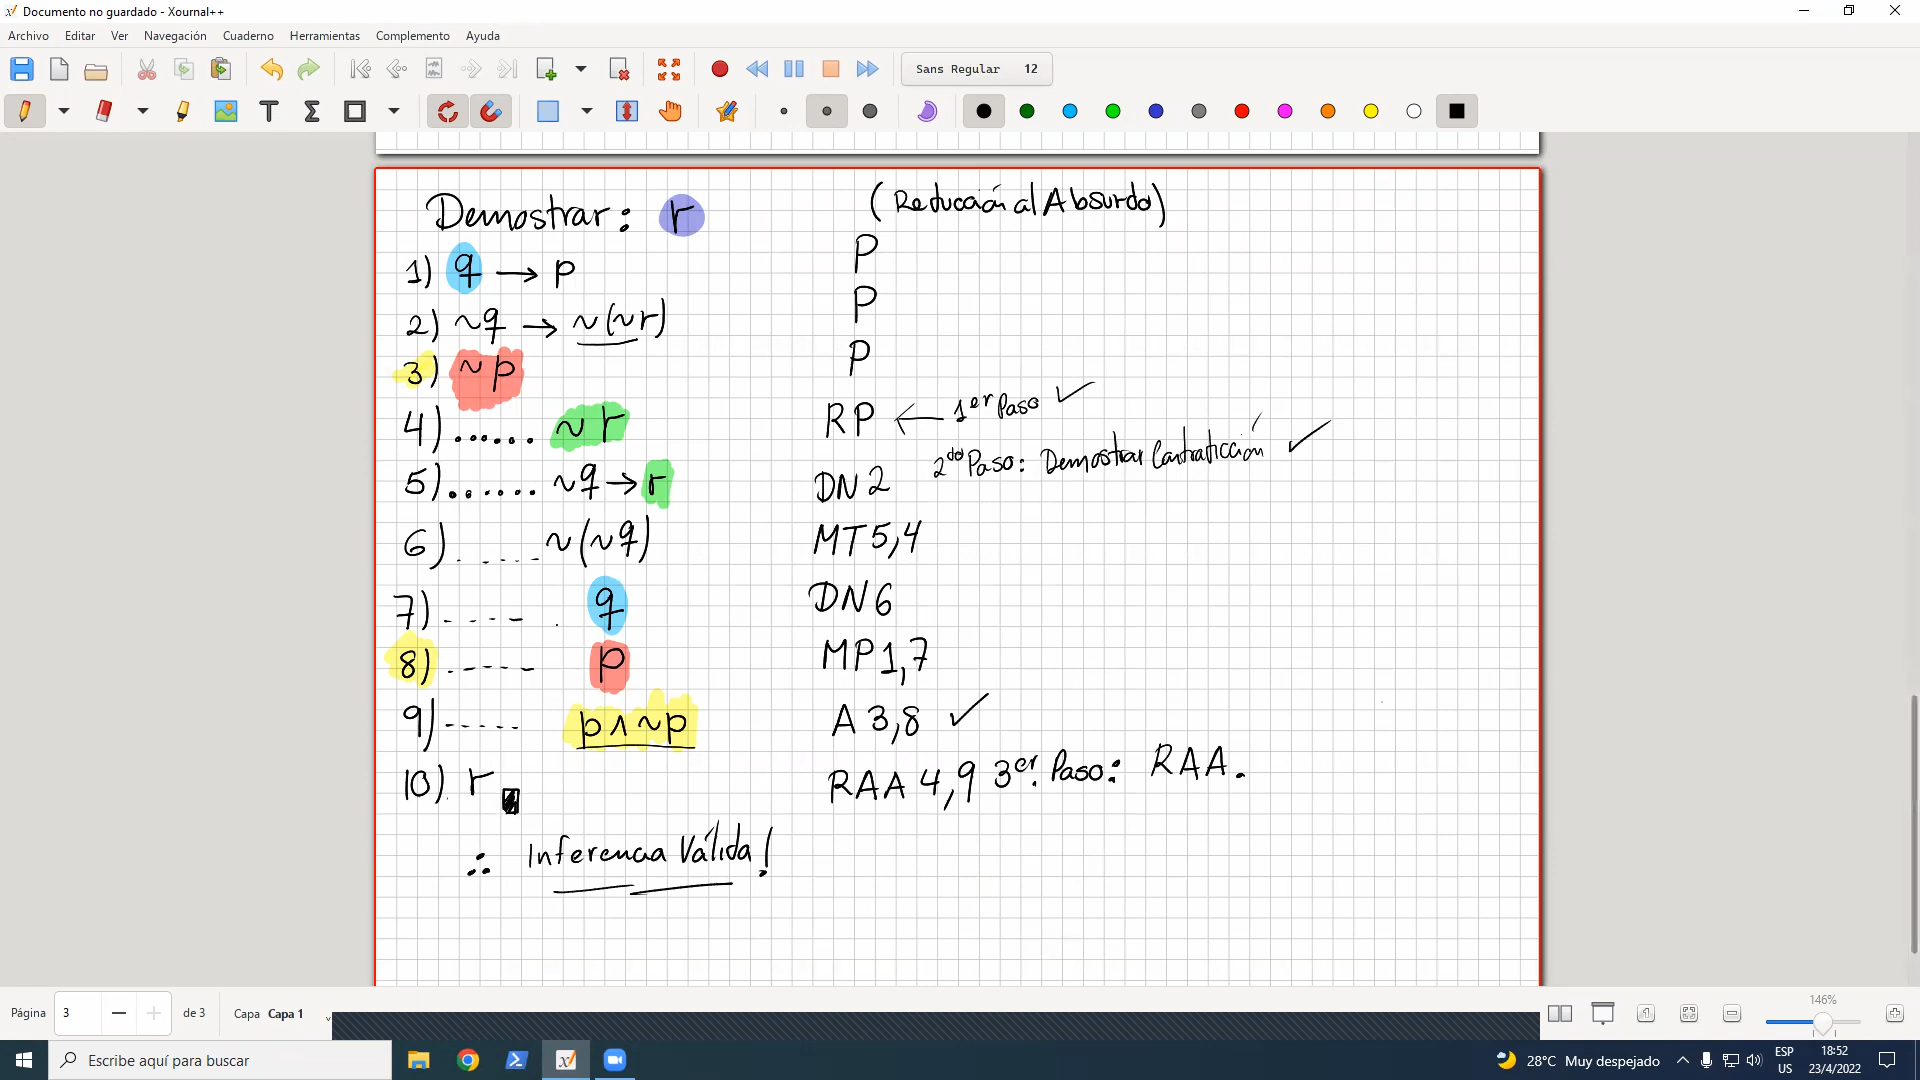 Documento no guardado - Xournal++
Archivo Editar Ver Navegación Cuaderno Herramientas Complemento Ayuda
Sans Regular 12
Demostrar: r (Reducción al Absurdo)
1) q → p P
2) ~q → ~(~r) P
3) ~p P
4) ...... ~r RP ← 1er Paso ✓
2do Paso: Demostrar Contradicción ✓
5) ...... ~q → r DN 2
6) ...... ~(~q) MT 5,4
7) ----- . q DN 6
8) ----- p MP 1,7
9) ----- p ∧ ~p A 3,8 ✓
10) r RAA 4,9 3er. Paso: RAA.
∴ Inferencia Válida!
Página 3 de 3 Capa Capa 1
146%
Escribe aquí para buscar
28°C Muy despejado
ESP
US
18:52
23/4/2022